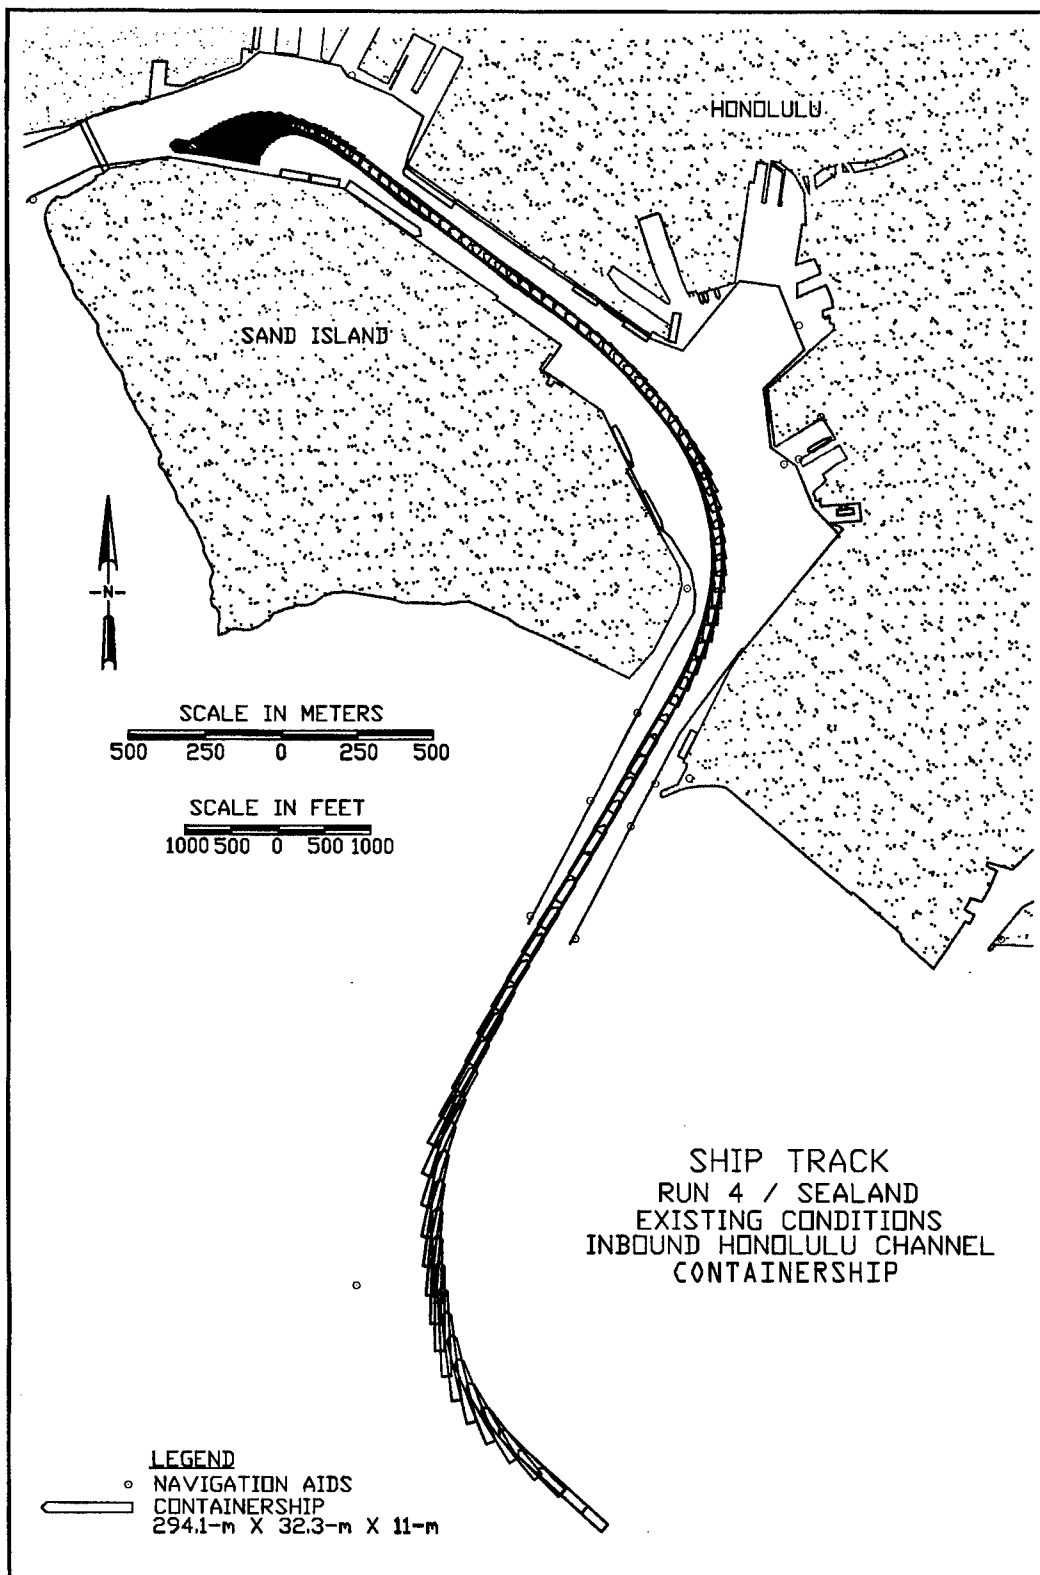 HONOLULU
SAND ISLAND
-N-
SCALE IN METERS
500 250 0 250 500
SCALE IN FEET
1000 500 0 500 1000
SHIP TRACK
RUN 4 / SEALAND
EXISTING CONDITIONS
INBOUND HONOLULU CHANNEL
CONTAINERSHIP
LEGEND
NAVIGATION AIDS
CONTAINERSHIP
294.1-m X 32.3-m X 11-m